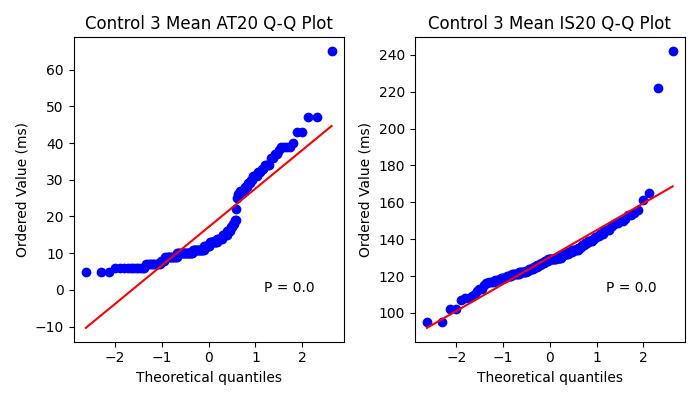 Control 3 Mean AT20 Q-Q Plot
Ordered Value (ms)
60
50
40
30
20
10
0
−10
P = 0.0
−2 −1 0 1 2
Theoretical quantiles
Control 3 Mean IS20 Q-Q Plot
Ordered Value (ms)
240
220
200
180
160
140
120
100
P = 0.0
−2 −1 0 1 2
Theoretical quantiles